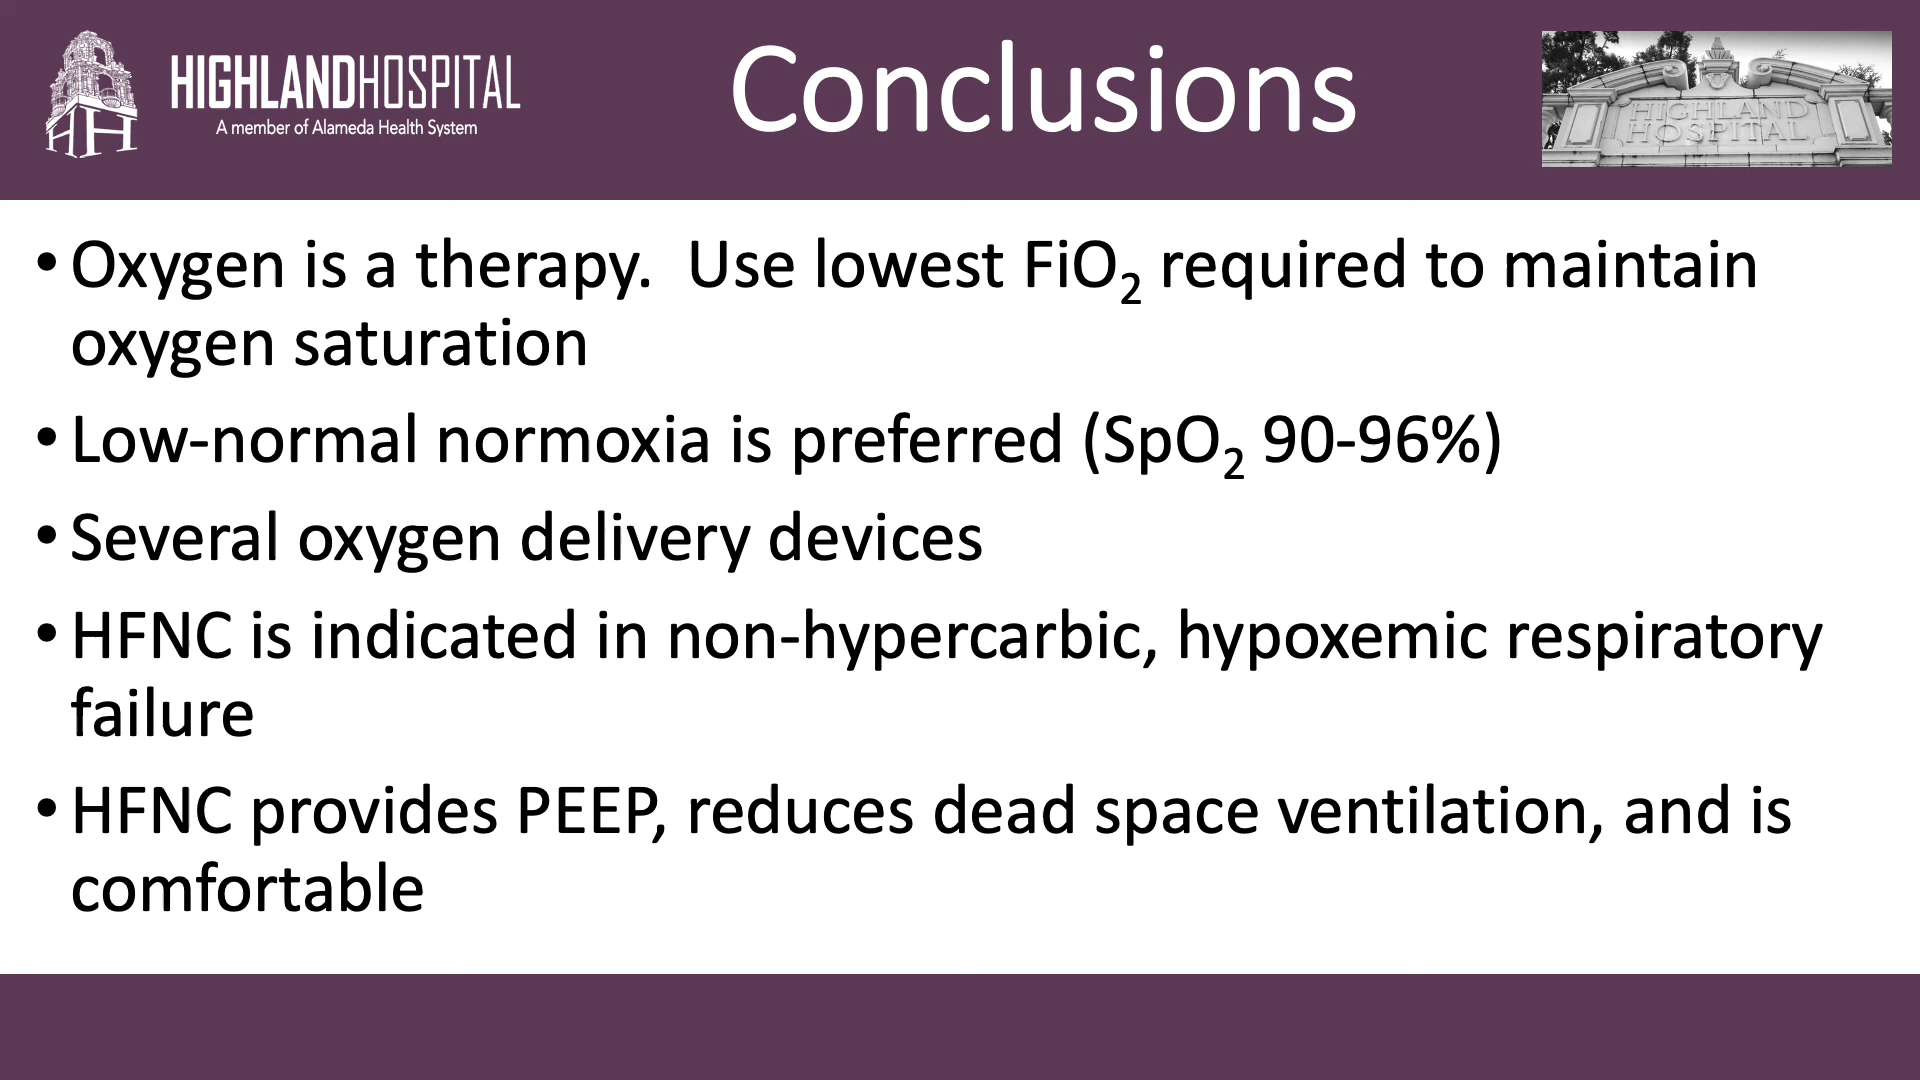 HIGHLANDHOSPITAL
A member of Alameda Health System
Conclusions
HIGHLAND
HOSPITAL
• Oxygen is a therapy.  Use lowest FiO₂ required to maintain
oxygen saturation
• Low-normal normoxia is preferred (SpO₂ 90-96%)
• Several oxygen delivery devices
• HFNC is indicated in non-hypercarbic, hypoxemic respiratory
failure
• HFNC provides PEEP, reduces dead space ventilation, and is
comfortable